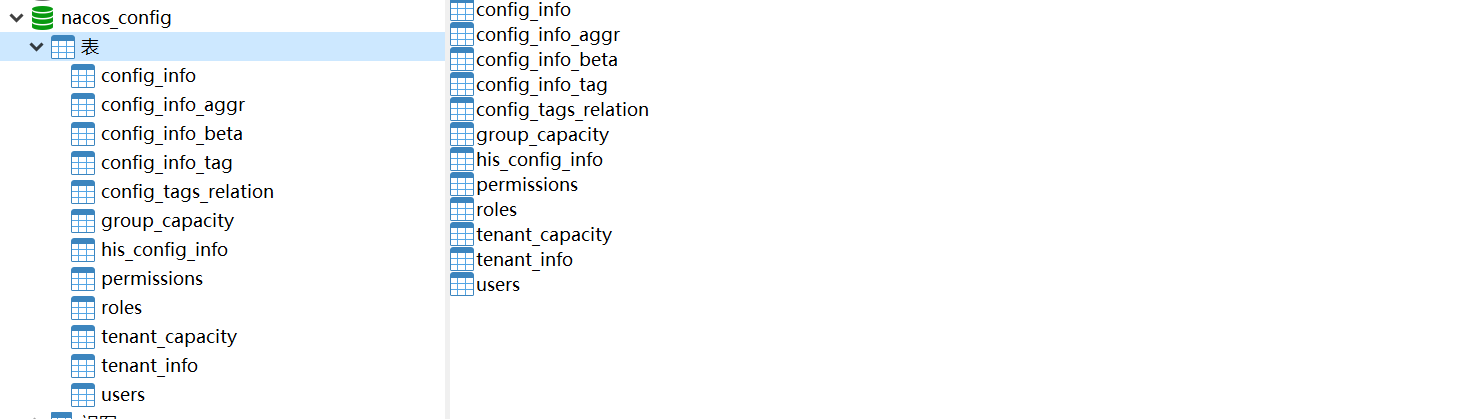 nacos_config
表
config_info
config_info_aggr
config_info_beta
config_info_tag
config_tags_relation
group_capacity
his_config_info
permissions
roles
tenant_capacity
tenant_info
users
config_info
config_info_aggr
config_info_beta
config_info_tag
config_tags_relation
group_capacity
his_config_info
permissions
roles
tenant_capacity
tenant_info
users